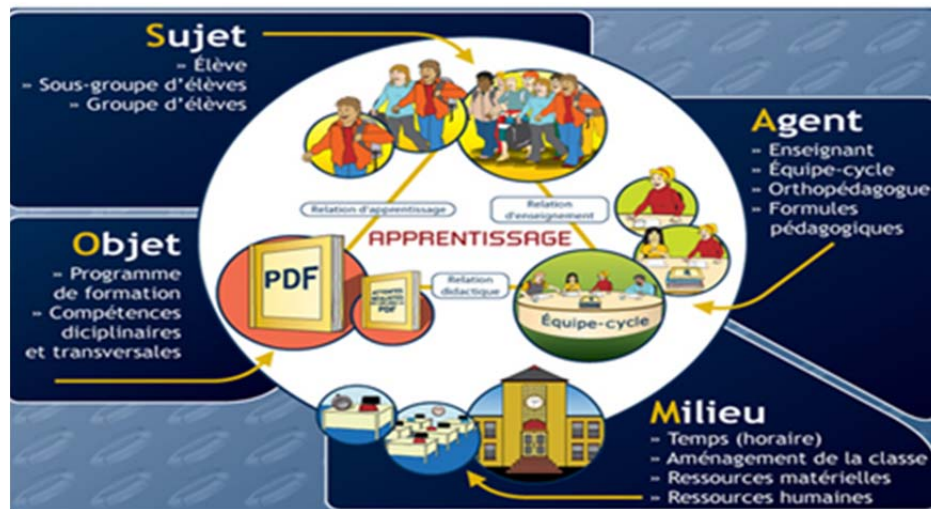 Sujet
» Élève
» Sous-groupe d'élèves
» Groupe d'élèves
Agent
» Enseignant
» Équipe-cycle
» Orthopédagogue
» Formules
pédagogiques
Relation d'apprentissage
Relation
d'enseignement
APPRENTISSAGE
Objet
» Programme
de formation
» Compétences
diciplinaires
et transversales
PDF
PDF
Relation
didactique
Équipe-cycle
Milieu
» Temps (horaire)
» Aménagement de la classe
» Ressources matérielles
» Ressources humaines